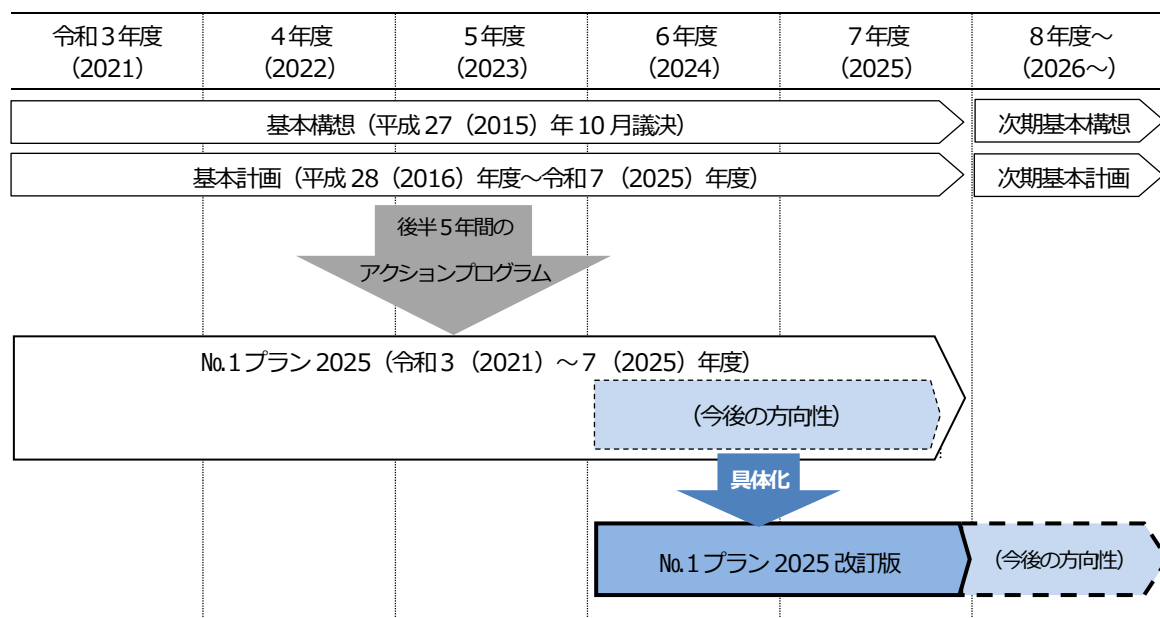 令和３年度
（2021）
４年度
（2022）
５年度
（2023）
６年度
（2024）
７年度
（2025）
８年度～
（2026～）
基本構想（平成 27（2015）年 10 月議決）
次期基本構想
基本計画（平成 28（2016）年度～令和７（2025）年度）
次期基本計画
後半５年間の
アクションプログラム
№１プラン 2025（令和３（2021）～７（2025）年度）
（今後の方向性）
具体化
№１プラン 2025 改訂版
（今後の方向性）